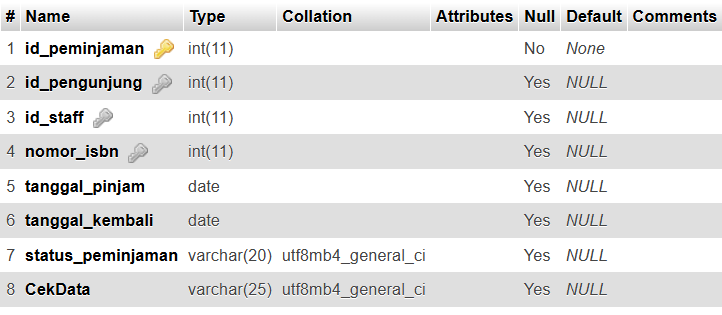 # Name Type Collation Attributes Null Default Comments
1 id_peminjaman int(11) No None
2 id_pengunjung int(11) Yes NULL
3 id_staff int(11) Yes NULL
4 nomor_isbn int(11) Yes NULL
5 tanggal_pinjam date Yes NULL
6 tanggal_kembali date Yes NULL
7 status_peminjaman varchar(20) utf8mb4_general_ci Yes NULL
8 CekData varchar(25) utf8mb4_general_ci Yes NULL